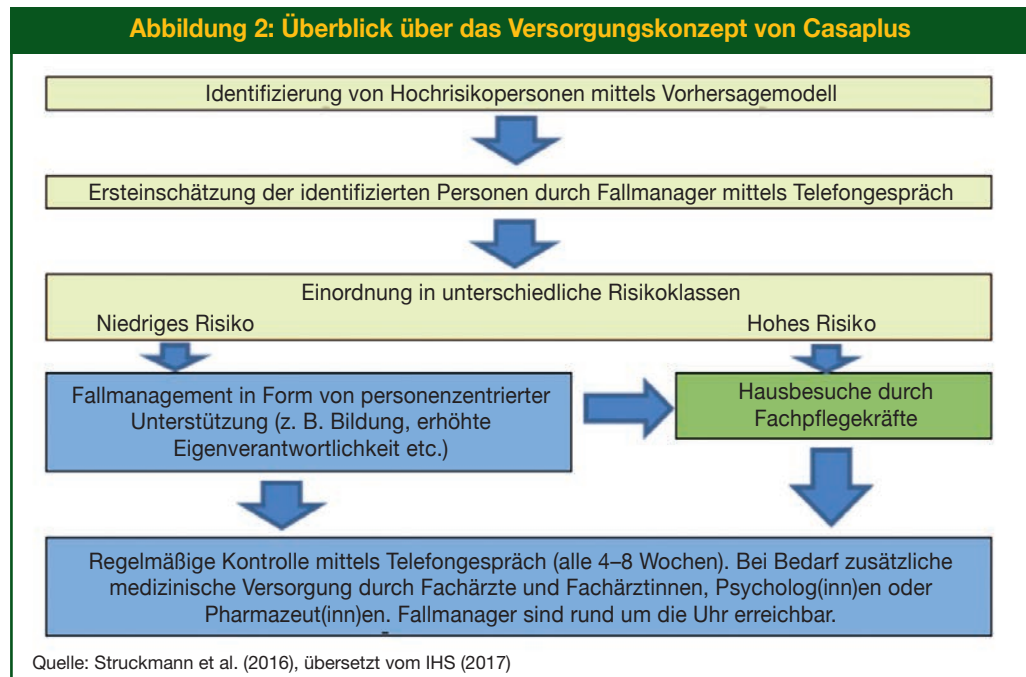 Abbildung 2: Überblick über das Versorgungskonzept von Casaplus
Identifizierung von Hochrisikopersonen mittels Vorhersagemodell
Ersteinschätzung der identifizierten Personen durch Fallmanager mittels Telefongespräch
Einordnung in unterschiedliche Risikoklassen
Niedriges Risiko
Hohes Risiko
Fallmanagement in Form von personenzentrierter
Unterstützung (z. B. Bildung, erhöhte
Eigenverantwortlichkeit etc.)
Hausbesuche durch
Fachpflegekräfte
Regelmäßige Kontrolle mittels Telefongespräch (alle 4–8 Wochen). Bei Bedarf zusätzliche
medizinische Versorgung durch Fachärzte und Fachärztinnen, Psycholog(inn)en oder
Pharmazeut(inn)en. Fallmanager sind rund um die Uhr erreichbar.
Quelle: Struckmann et al. (2016), übersetzt vom IHS (2017)